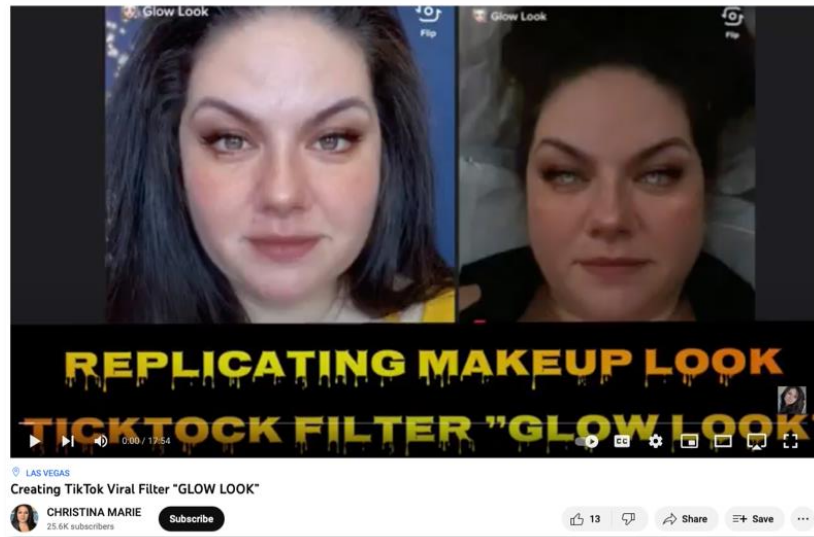 Glow Look
Flip
Glow Look
Flip
REPLICATING MAKEUP LOOK
TICKTOCK FILTER "GLOW LOOK"
0:00 / 17:54
CC
LAS VEGAS
Creating TikTok Viral Filter "GLOW LOOK"
CHRISTINA MARIE
25.6K subscribers
Subscribe
13
Share
Save